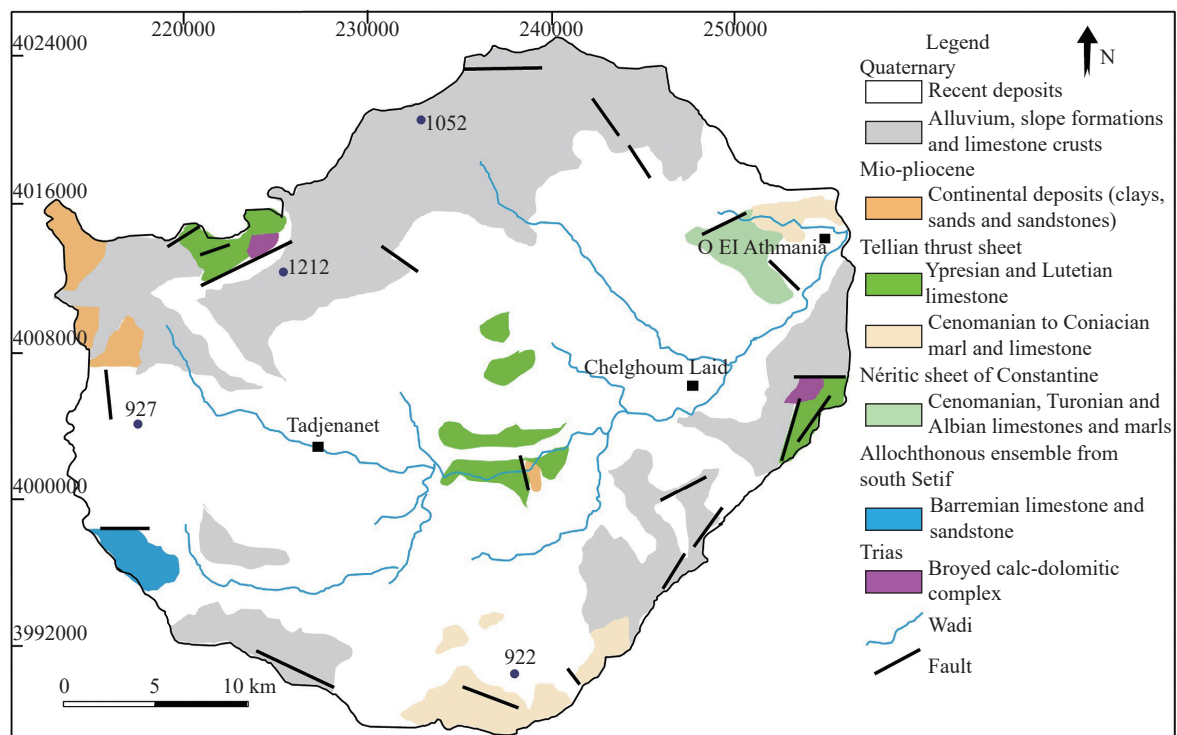 220000 230000 240000 250000
4024000
4016000
4008000
4000000
3992000
1052
1212
O EI Athmania
Chelghoum Laid
927
Tadjenanet
922
0 5 10 km
N
Legend
Quaternary
Recent deposits
Alluvium, slope formations
and limestone crusts
Mio-pliocene
Continental deposits (clays,
sands and sandstones)
Tellian thrust sheet
Ypresian and Lutetian
limestone
Cenomanian to Coniacian
marl and limestone
Néritic sheet of Constantine
Cenomanian, Turonian and
Albian limestones and marls
Allochthonous ensemble from
south Setif
Barremian limestone and
sandstone
Trias
Broyed calc-dolomitic
complex
Wadi
Fault